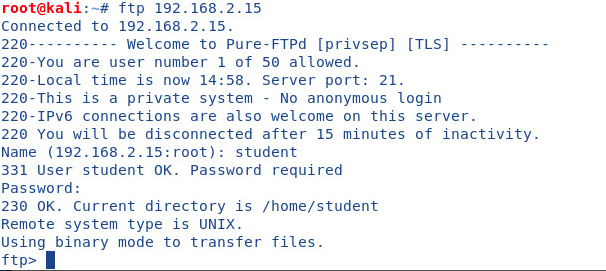 root@kali:~# ftp 192.168.2.15
Connected to 192.168.2.15.
220---------- Welcome to Pure-FTPd [privsep] [TLS] ----------
220-You are user number 1 of 50 allowed.
220-Local time is now 14:58. Server port: 21.
220-This is a private system - No anonymous login
220-IPv6 connections are also welcome on this server.
220 You will be disconnected after 15 minutes of inactivity.
Name (192.168.2.15:root): student
331 User student OK. Password required
Password:
230 OK. Current directory is /home/student
Remote system type is UNIX.
Using binary mode to transfer files.
ftp>